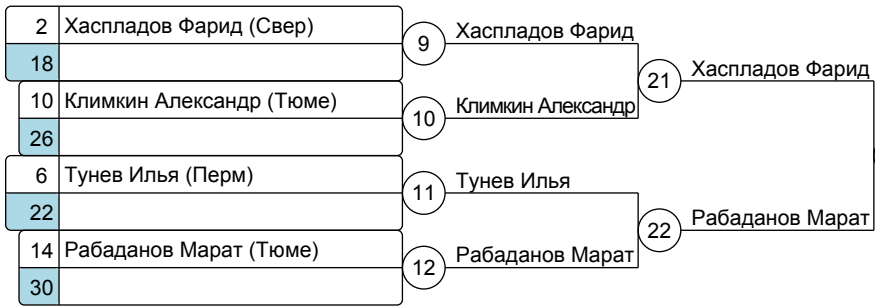 2 Хаспладов Фарид (Свер)
18
9 Хаспладов Фарид
10 Климкин Александр (Тюме)
26
10 Климкин Александр
21 Хаспладов Фарид
6 Тунев Илья (Перм)
22
11 Тунев Илья
14 Рабаданов Марат (Тюме)
30
12 Рабаданов Марат
22 Рабаданов Марат